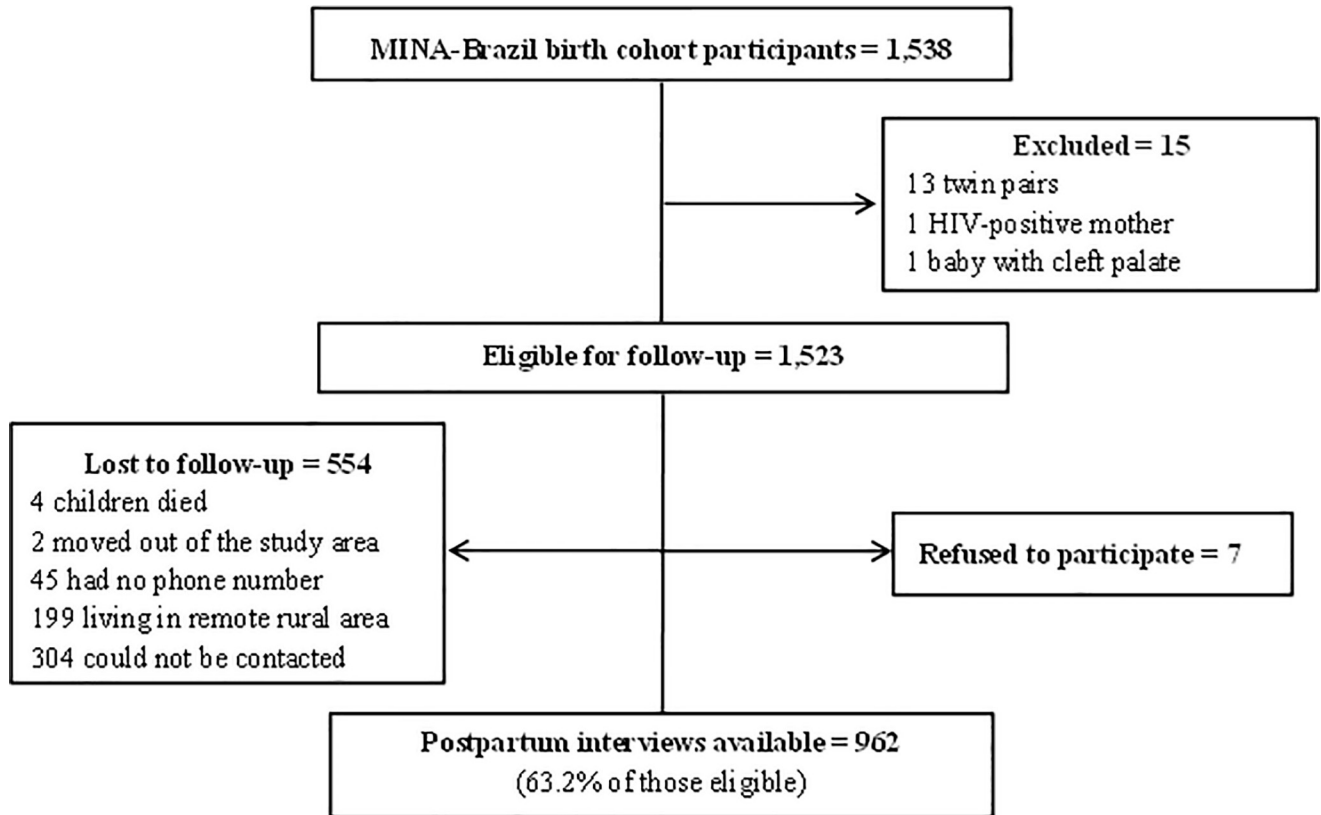 MINA-Brazil birth cohort participants = 1,538
Excluded = 15
13 twin pairs
1 HIV-positive mother
1 baby with cleft palate
Eligible for follow-up = 1,523
Lost to follow-up = 554
4 children died
2 moved out of the study area
45 had no phone number
199 living in remote rural area
304 could not be contacted
Refused to participate = 7
Postpartum interviews available = 962
(63.2% of those eligible)